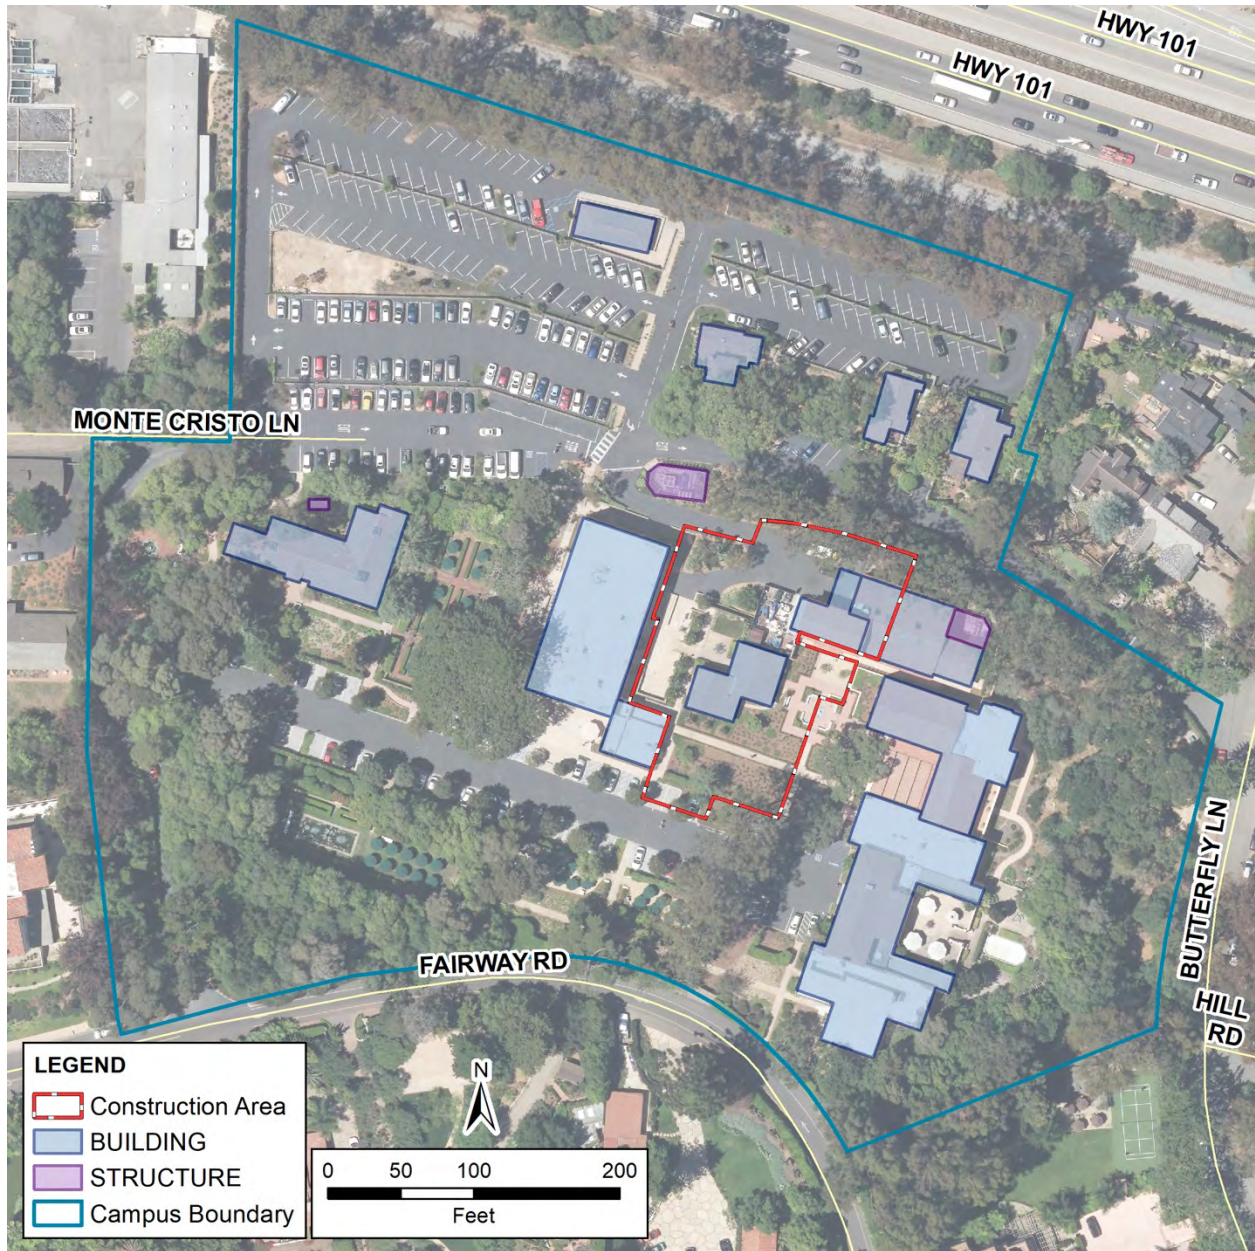 HWY 101
HWY 101
MONTE CRISTO LN
FAIRWAY RD
BUTTERFLY LN
HILL
RD
LEGEND
Construction Area
BUILDING
STRUCTURE
Campus Boundary
N
0 50 100 200
Feet